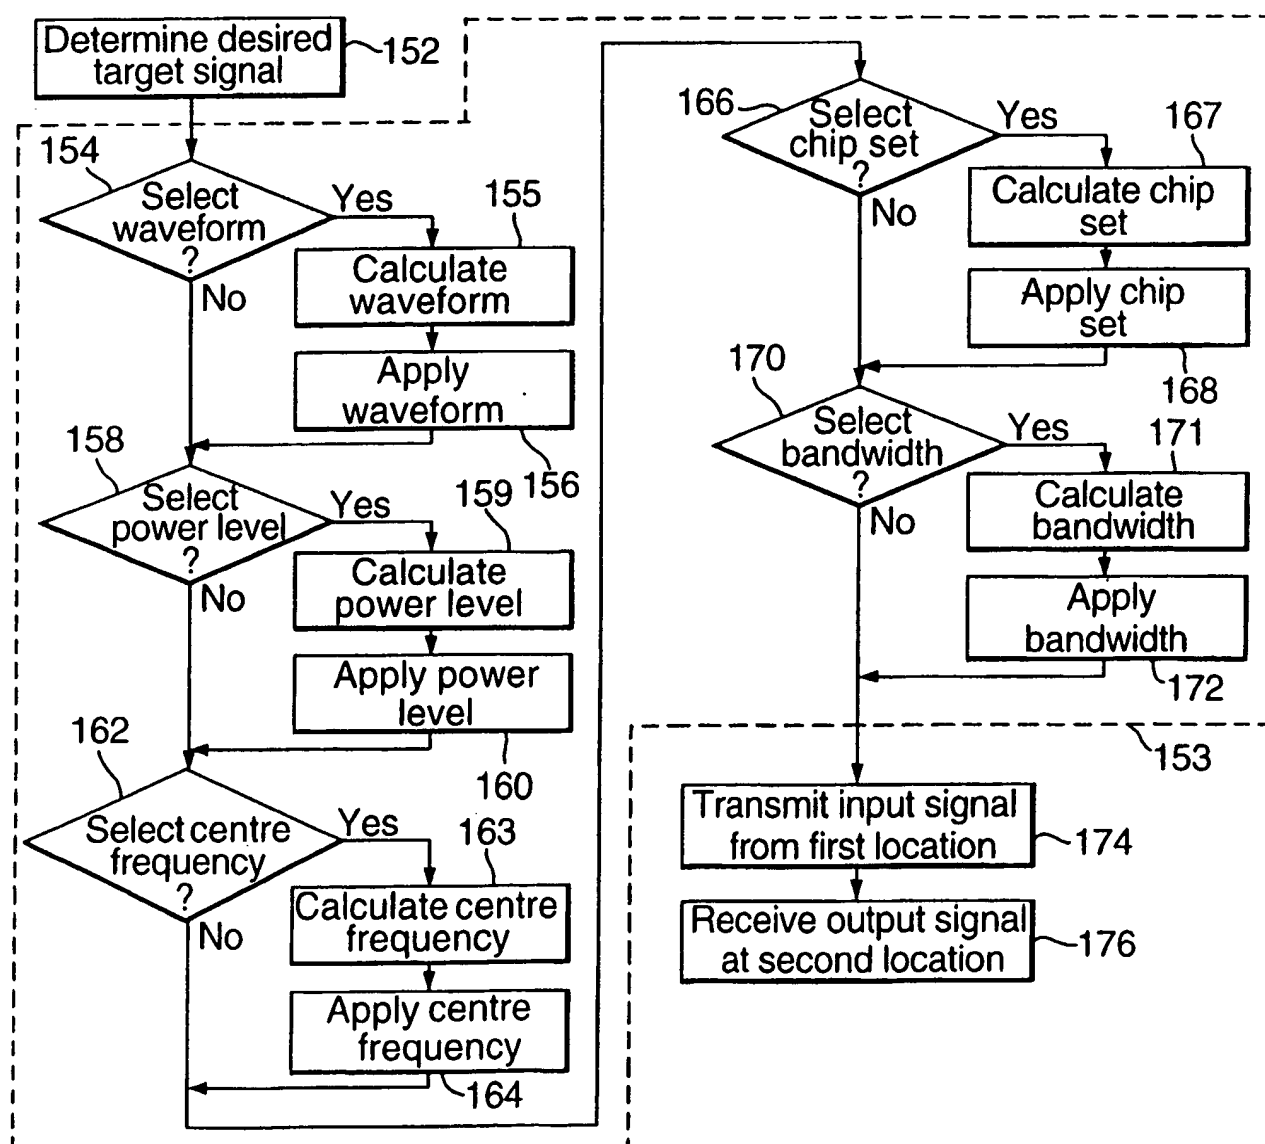 Determine desired
target signal
152
154
Select
waveform
?
Yes
No
155
Calculate
waveform
Apply
waveform
156
158
Select
power level
?
Yes
No
159
Calculate
power level
Apply power
level
160
162
Select centre
frequency
?
Yes
No
163
Calculate centre
frequency
Apply centre
frequency
164
166
Select
chip set
?
Yes
No
167
Calculate chip
set
Apply chip
set
168
170
Select
bandwidth
?
Yes
No
171
Calculate
bandwidth
Apply
bandwidth
172
153
Transmit input signal
from first location
174
Receive output signal
at second location
176